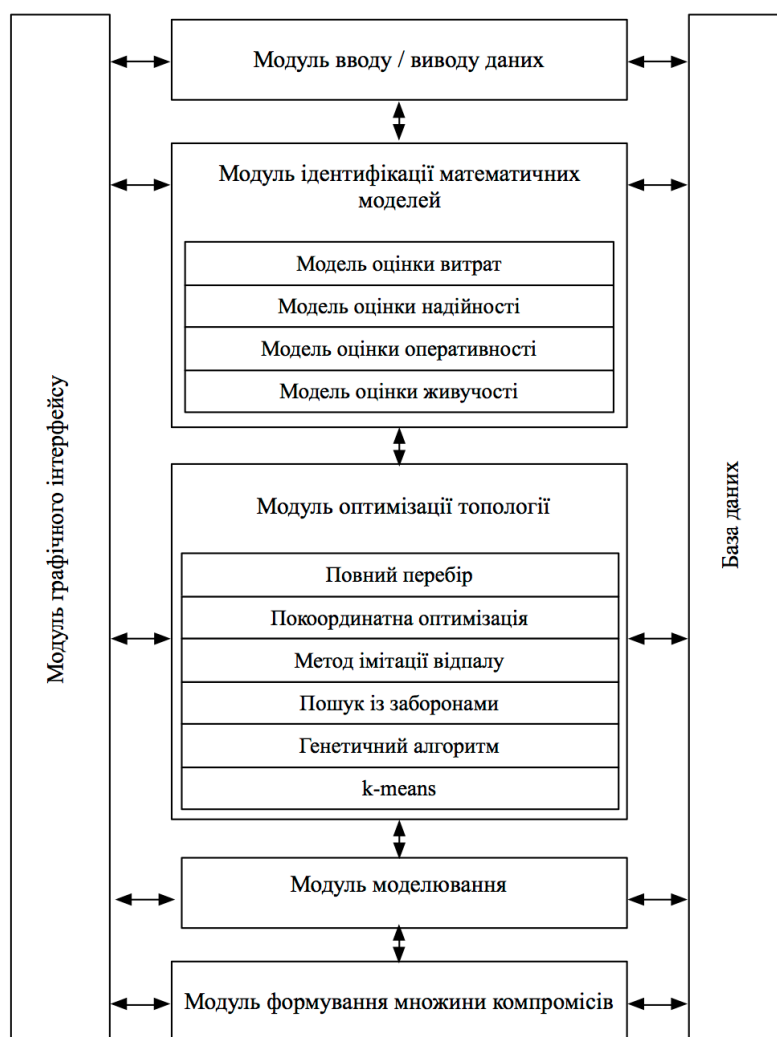 Модуль вводу / виводу даних
Модуль ідентифікації математичних
моделей
Модель оцінки витрат
Модель оцінки надійності
Модель оцінки оперативності
Модель оцінки живучості
Модуль графічного інтерфейсу
База даних
Модуль оптимізації топології
Повний перебір
Покоординатна оптимізація
Метод імітації відпалу
Пошук із заборонами
Генетичний алгоритм
k-means
Модуль моделювання
Модуль формування множини компромісів